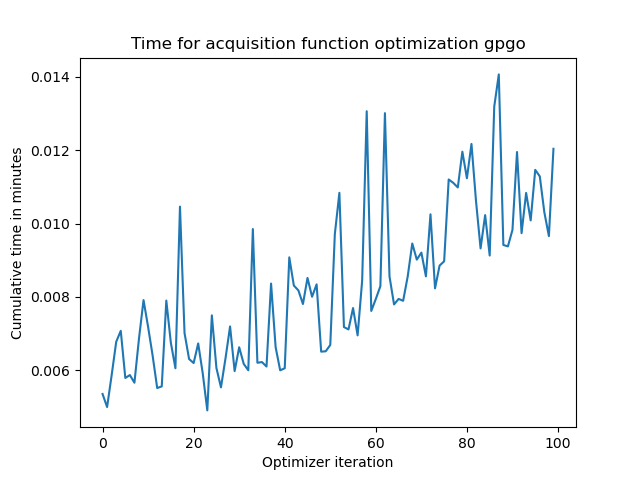 Time for acquisition function optimization gpgo
0.014
0.012
0.010
0.008
0.006
Cumulative time in minutes
0 20 40 60 80 100
Optimizer iteration